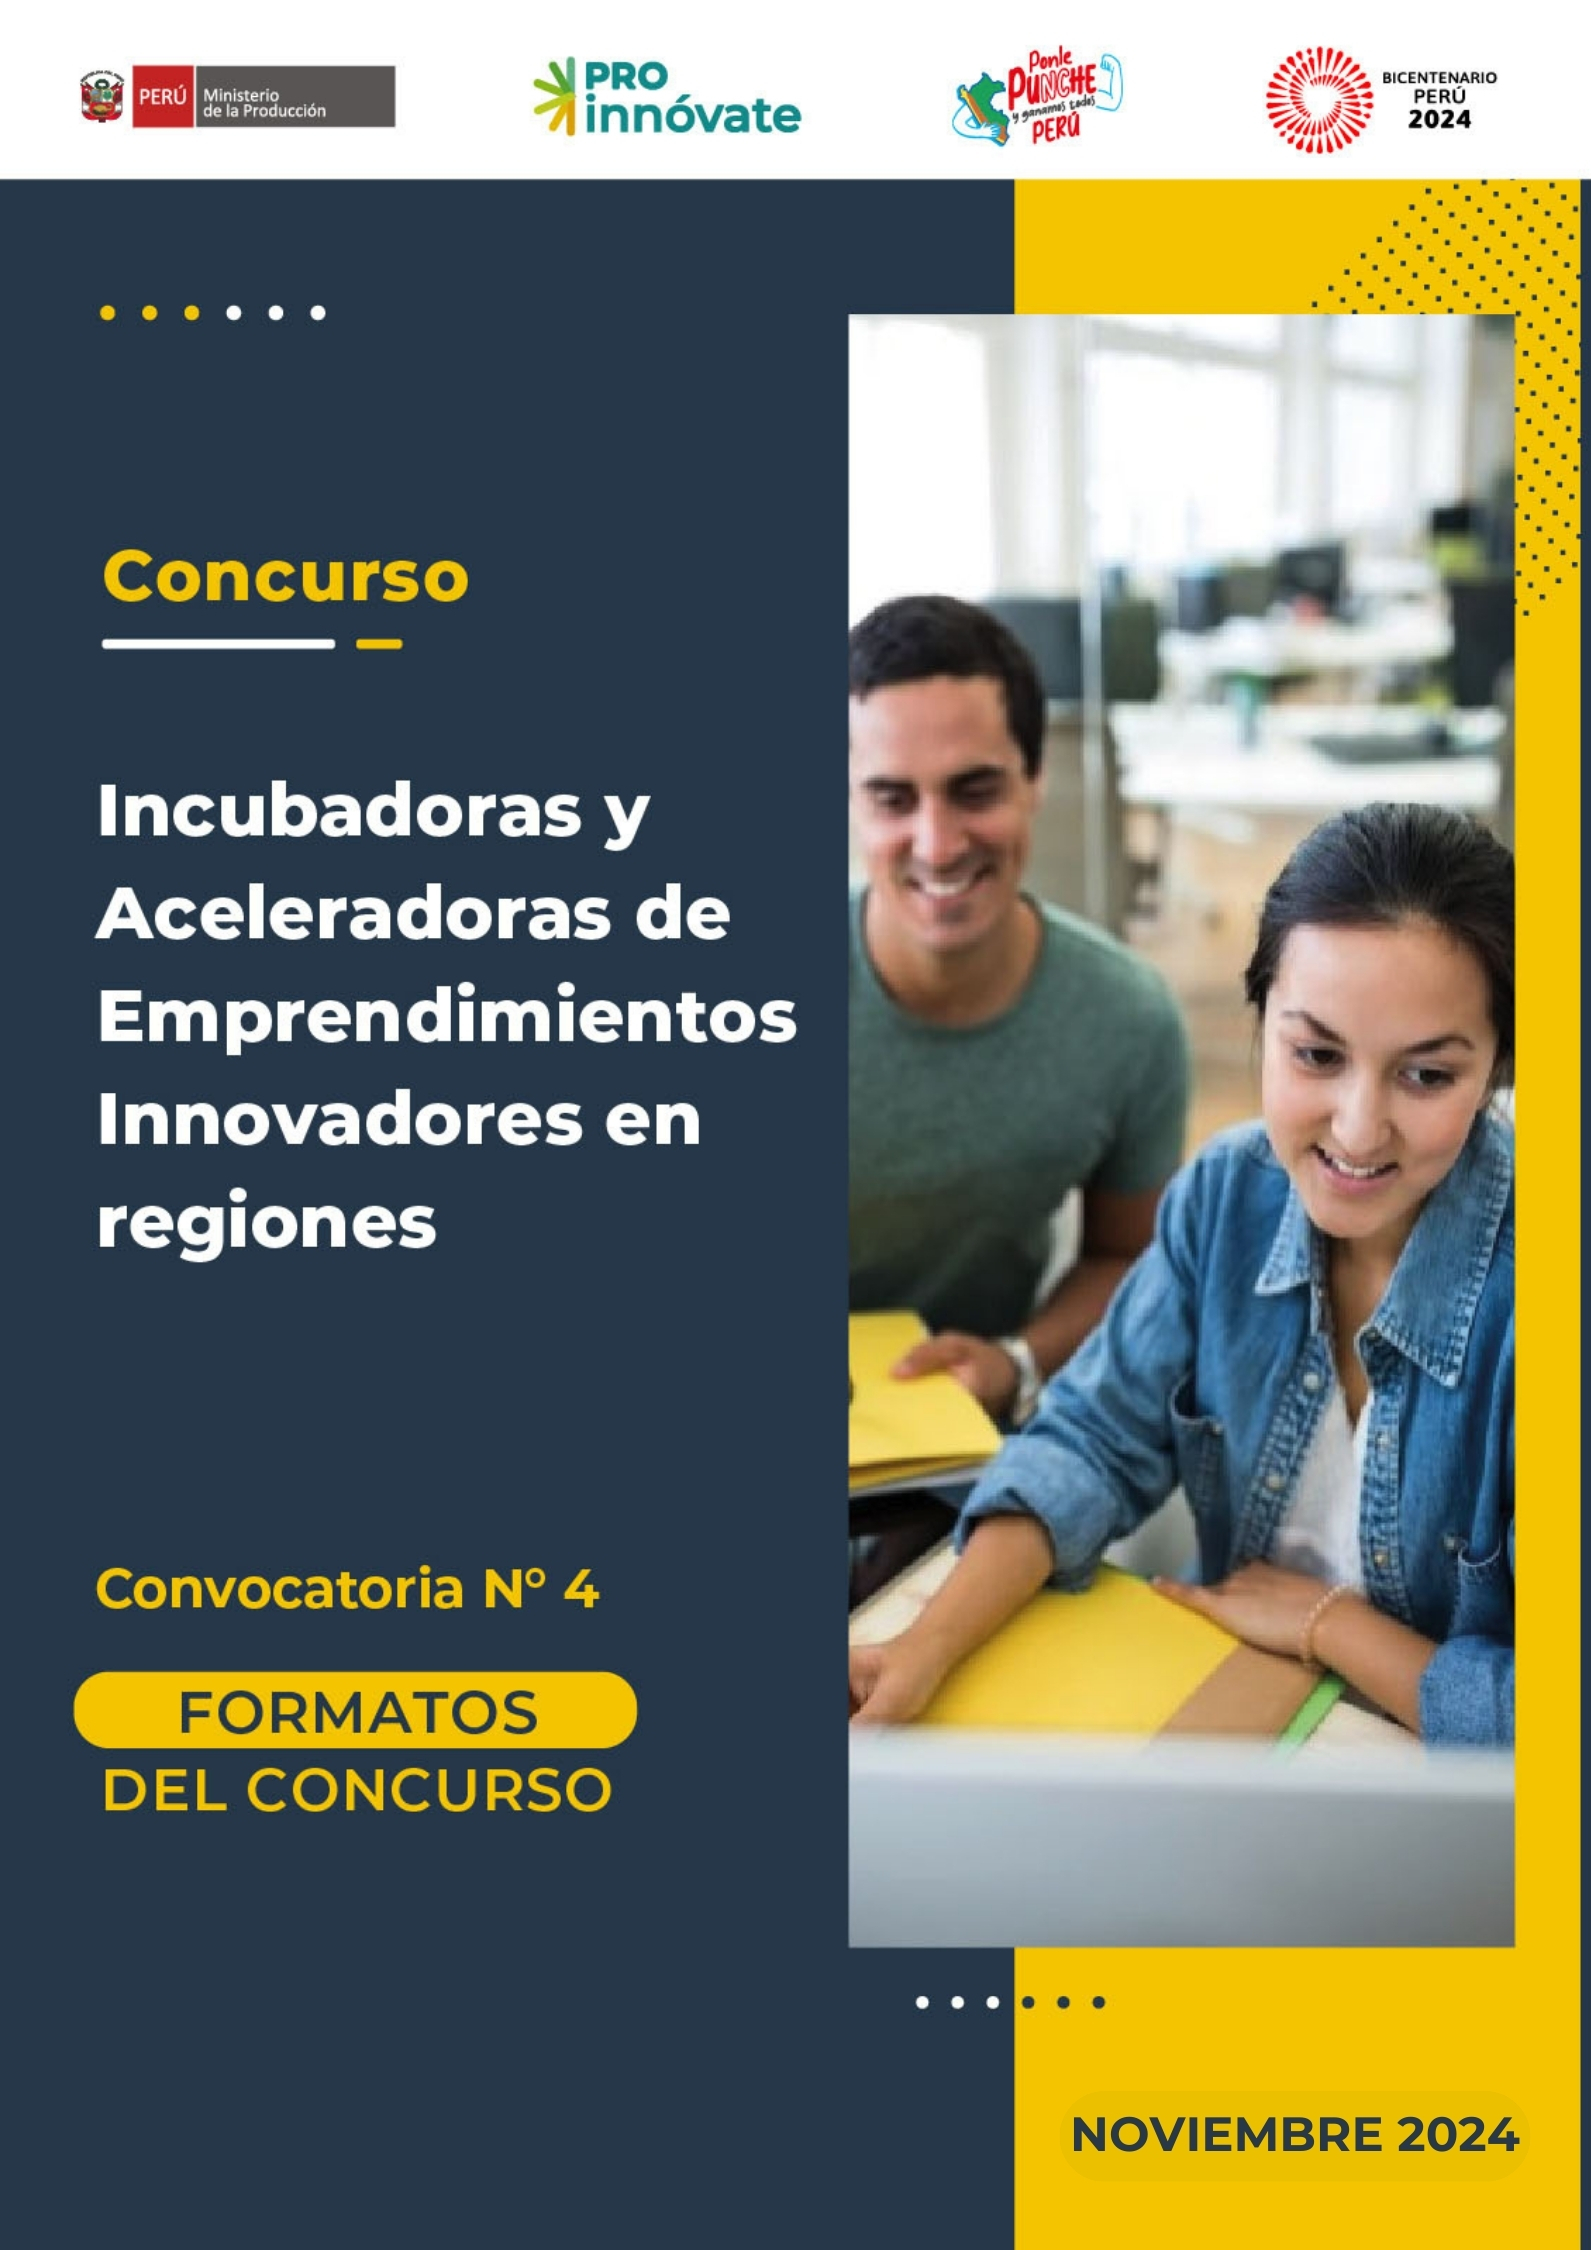 PERÚ
Ministerio
de la Producción
PRO
innóvate
Ponle
PUNCHE
y ganamos todos
PERÚ
BICENTENARIO
PERÚ
2024
Concurso
Incubadoras y
Aceleradoras de
Emprendimientos
Innovadores en
regiones
Convocatoria N° 4
FORMATOS
DEL CONCURSO
NOVIEMBRE 2024